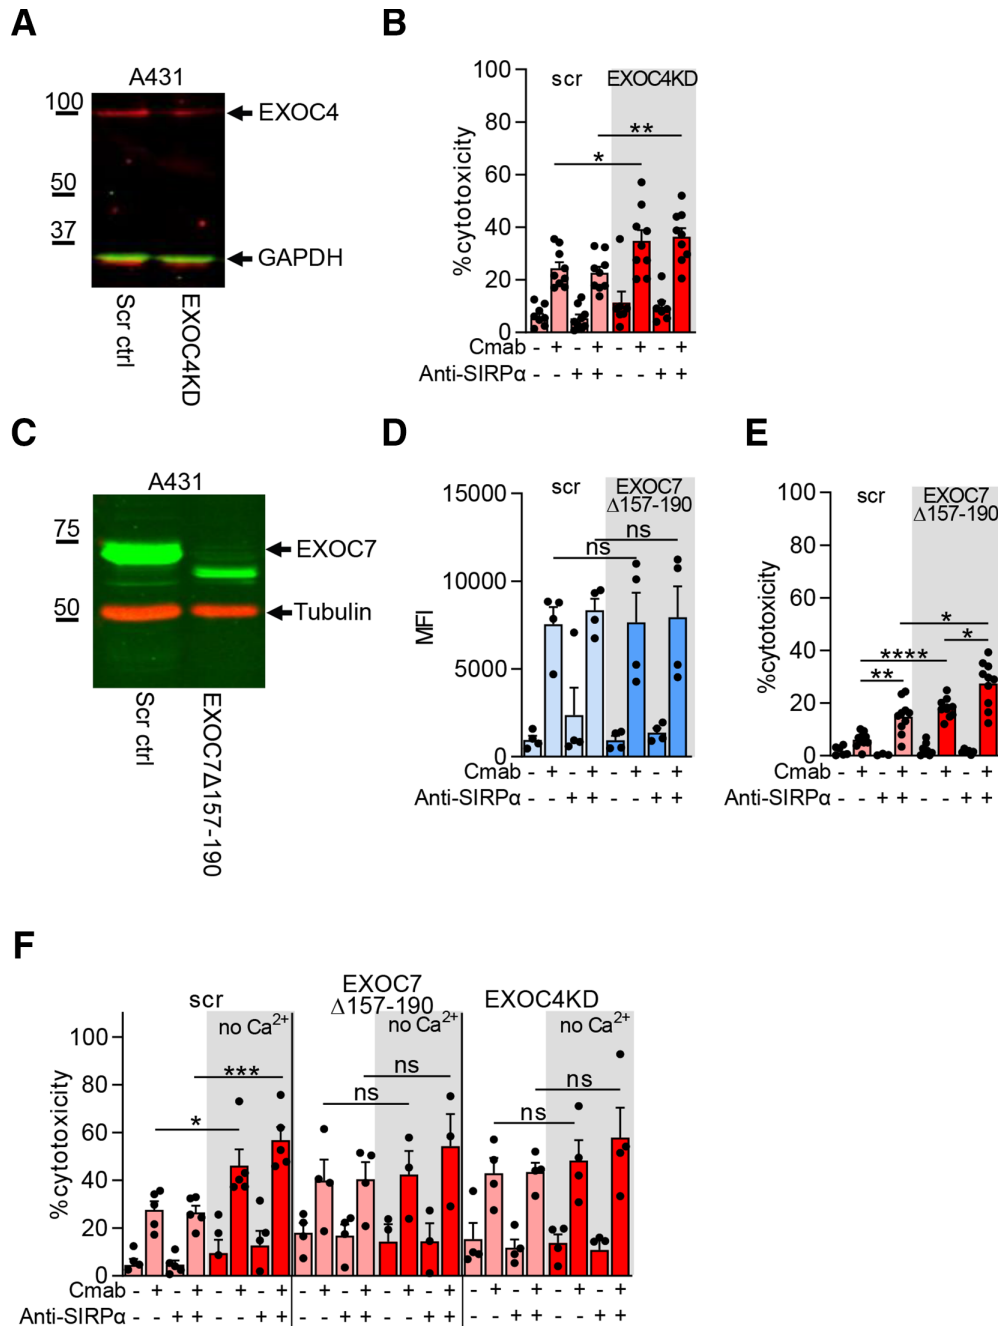 A
A431
100
EXOC4
50
37
GAPDH
Scr ctrl
EXOC4KD
B
%cytotoxicity
100
80
60
40
20
0
scr
EXOC4KD
**
*
Cmab - + - + - + - +
Anti-SIRPα - - + + - - + +
C
A431
75
EXOC7
50
Tubulin
Scr ctrl
EXOC7Δ157-190
D
MFI
15000
10000
5000
0
scr
EXOC7
Δ157-190
ns
ns
Cmab - + - + - + - +
Anti-SIRPα - - + + - - + +
E
%cytotoxicity
100
80
60
40
20
0
scr
EXOC7
Δ157-190
*
*
****
**
Cmab - + - + - + - +
Anti-SIRPα - - + + - - + +
F
%cytotoxicity
100
80
60
40
20
0
scr
no Ca²⁺
***
*
EXOC7
Δ157-190
no Ca²⁺
ns
ns
EXOC4KD
no Ca²⁺
ns
ns
Cmab - + - + - + - + - + - + - + - + - + - + - + - +
Anti-SIRPα - - + + - - + + - - + + - - + + - - + + - - + +